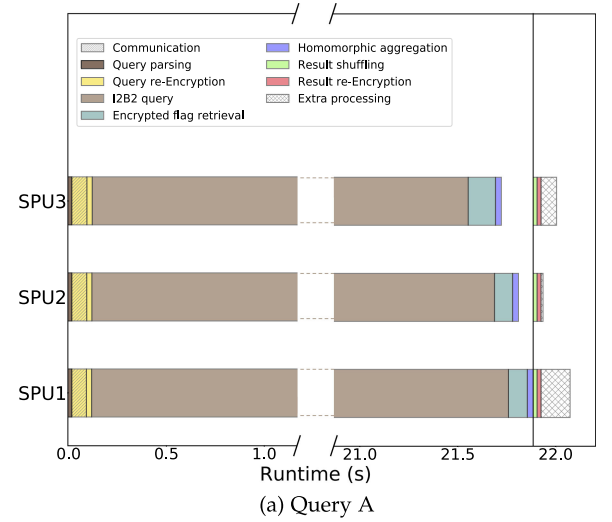 Communication
Query parsing
Query re-Encryption
I2B2 query
Encrypted flag retrieval
Homomorphic aggregation
Result shuffling
Result re-Encryption
Extra processing
SPU3
SPU2
SPU1
0.0 0.5 1.0 21.0 21.5 22.0
Runtime (s)
(a) Query A